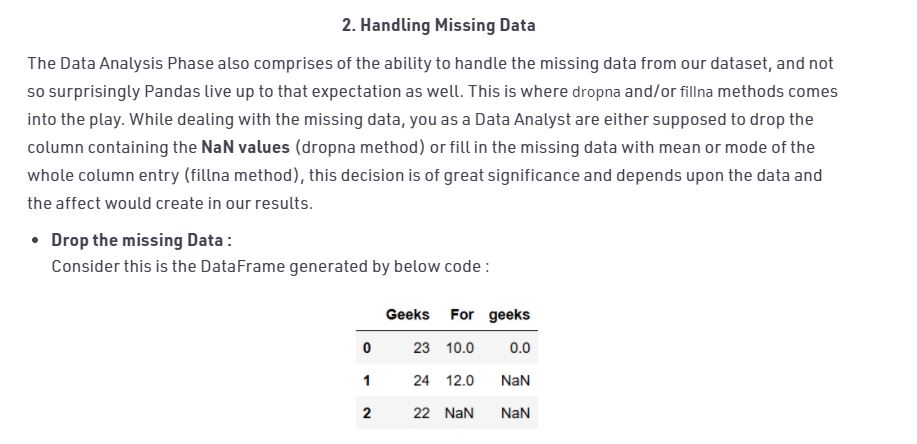 2. Handling Missing Data
The Data Analysis Phase also comprises of the ability to handle the missing data from our dataset, and not
so surprisingly Pandas live up to that expectation as well. This is where dropna and/or fillna methods comes
into the play. While dealing with the missing data, you as a Data Analyst are either supposed to drop the
column containing the NaN values (dropna method) or fill in the missing data with mean or mode of the
whole column entry (fillna method), this decision is of great significance and depends upon the data and
the affect would create in our results.
• Drop the missing Data :
Consider this is the DataFrame generated by below code :
Geeks For geeks
0 23 10.0 0.0
1 24 12.0 NaN
2 22 NaN NaN